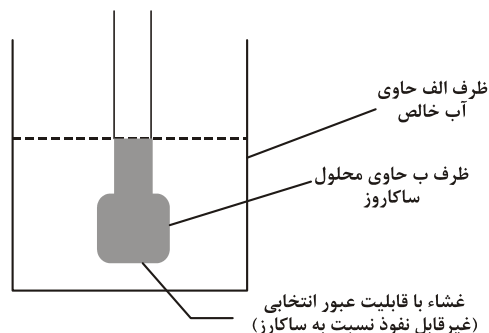 ظرف الف حاوی
آب خالص
ظرف ب حاوی محلول
ساکاروز
غشاء با قابلیت عبور انتخابی
(غیرقابل نفوذ نسبت به ساکارز)